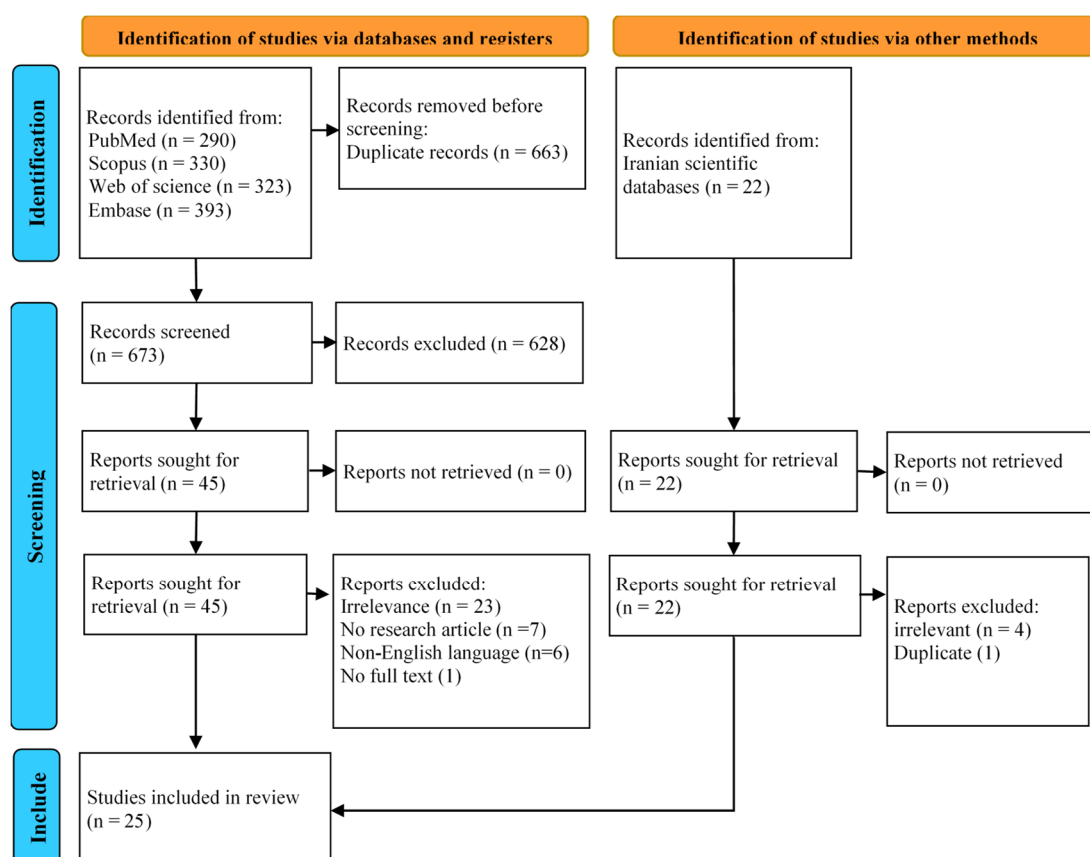 Identification of studies via databases and registers
Identification of studies via other methods
Identification
Records identified from:
PubMed (n = 290)
Scopus (n = 330)
Web of science (n = 323)
Embase (n = 393)
Records removed before
screening:
Duplicate records (n = 663)
Records identified from:
Iranian scientific
databases (n = 22)
Screening
Records screened
(n = 673)
Records excluded (n = 628)
Reports sought for
retrieval (n = 45)
Reports not retrieved (n = 0)
Reports sought for retrieval
(n = 22)
Reports not retrieved
(n = 0)
Reports sought for
retrieval (n = 45)
Reports excluded:
Irrelevance (n = 23)
No research article (n =7)
Non-English language (n=6)
No full text (1)
Reports sought for retrieval
(n = 22)
Reports excluded:
irrelevant (n = 4)
Duplicate (1)
Include
Studies included in review
(n = 25)